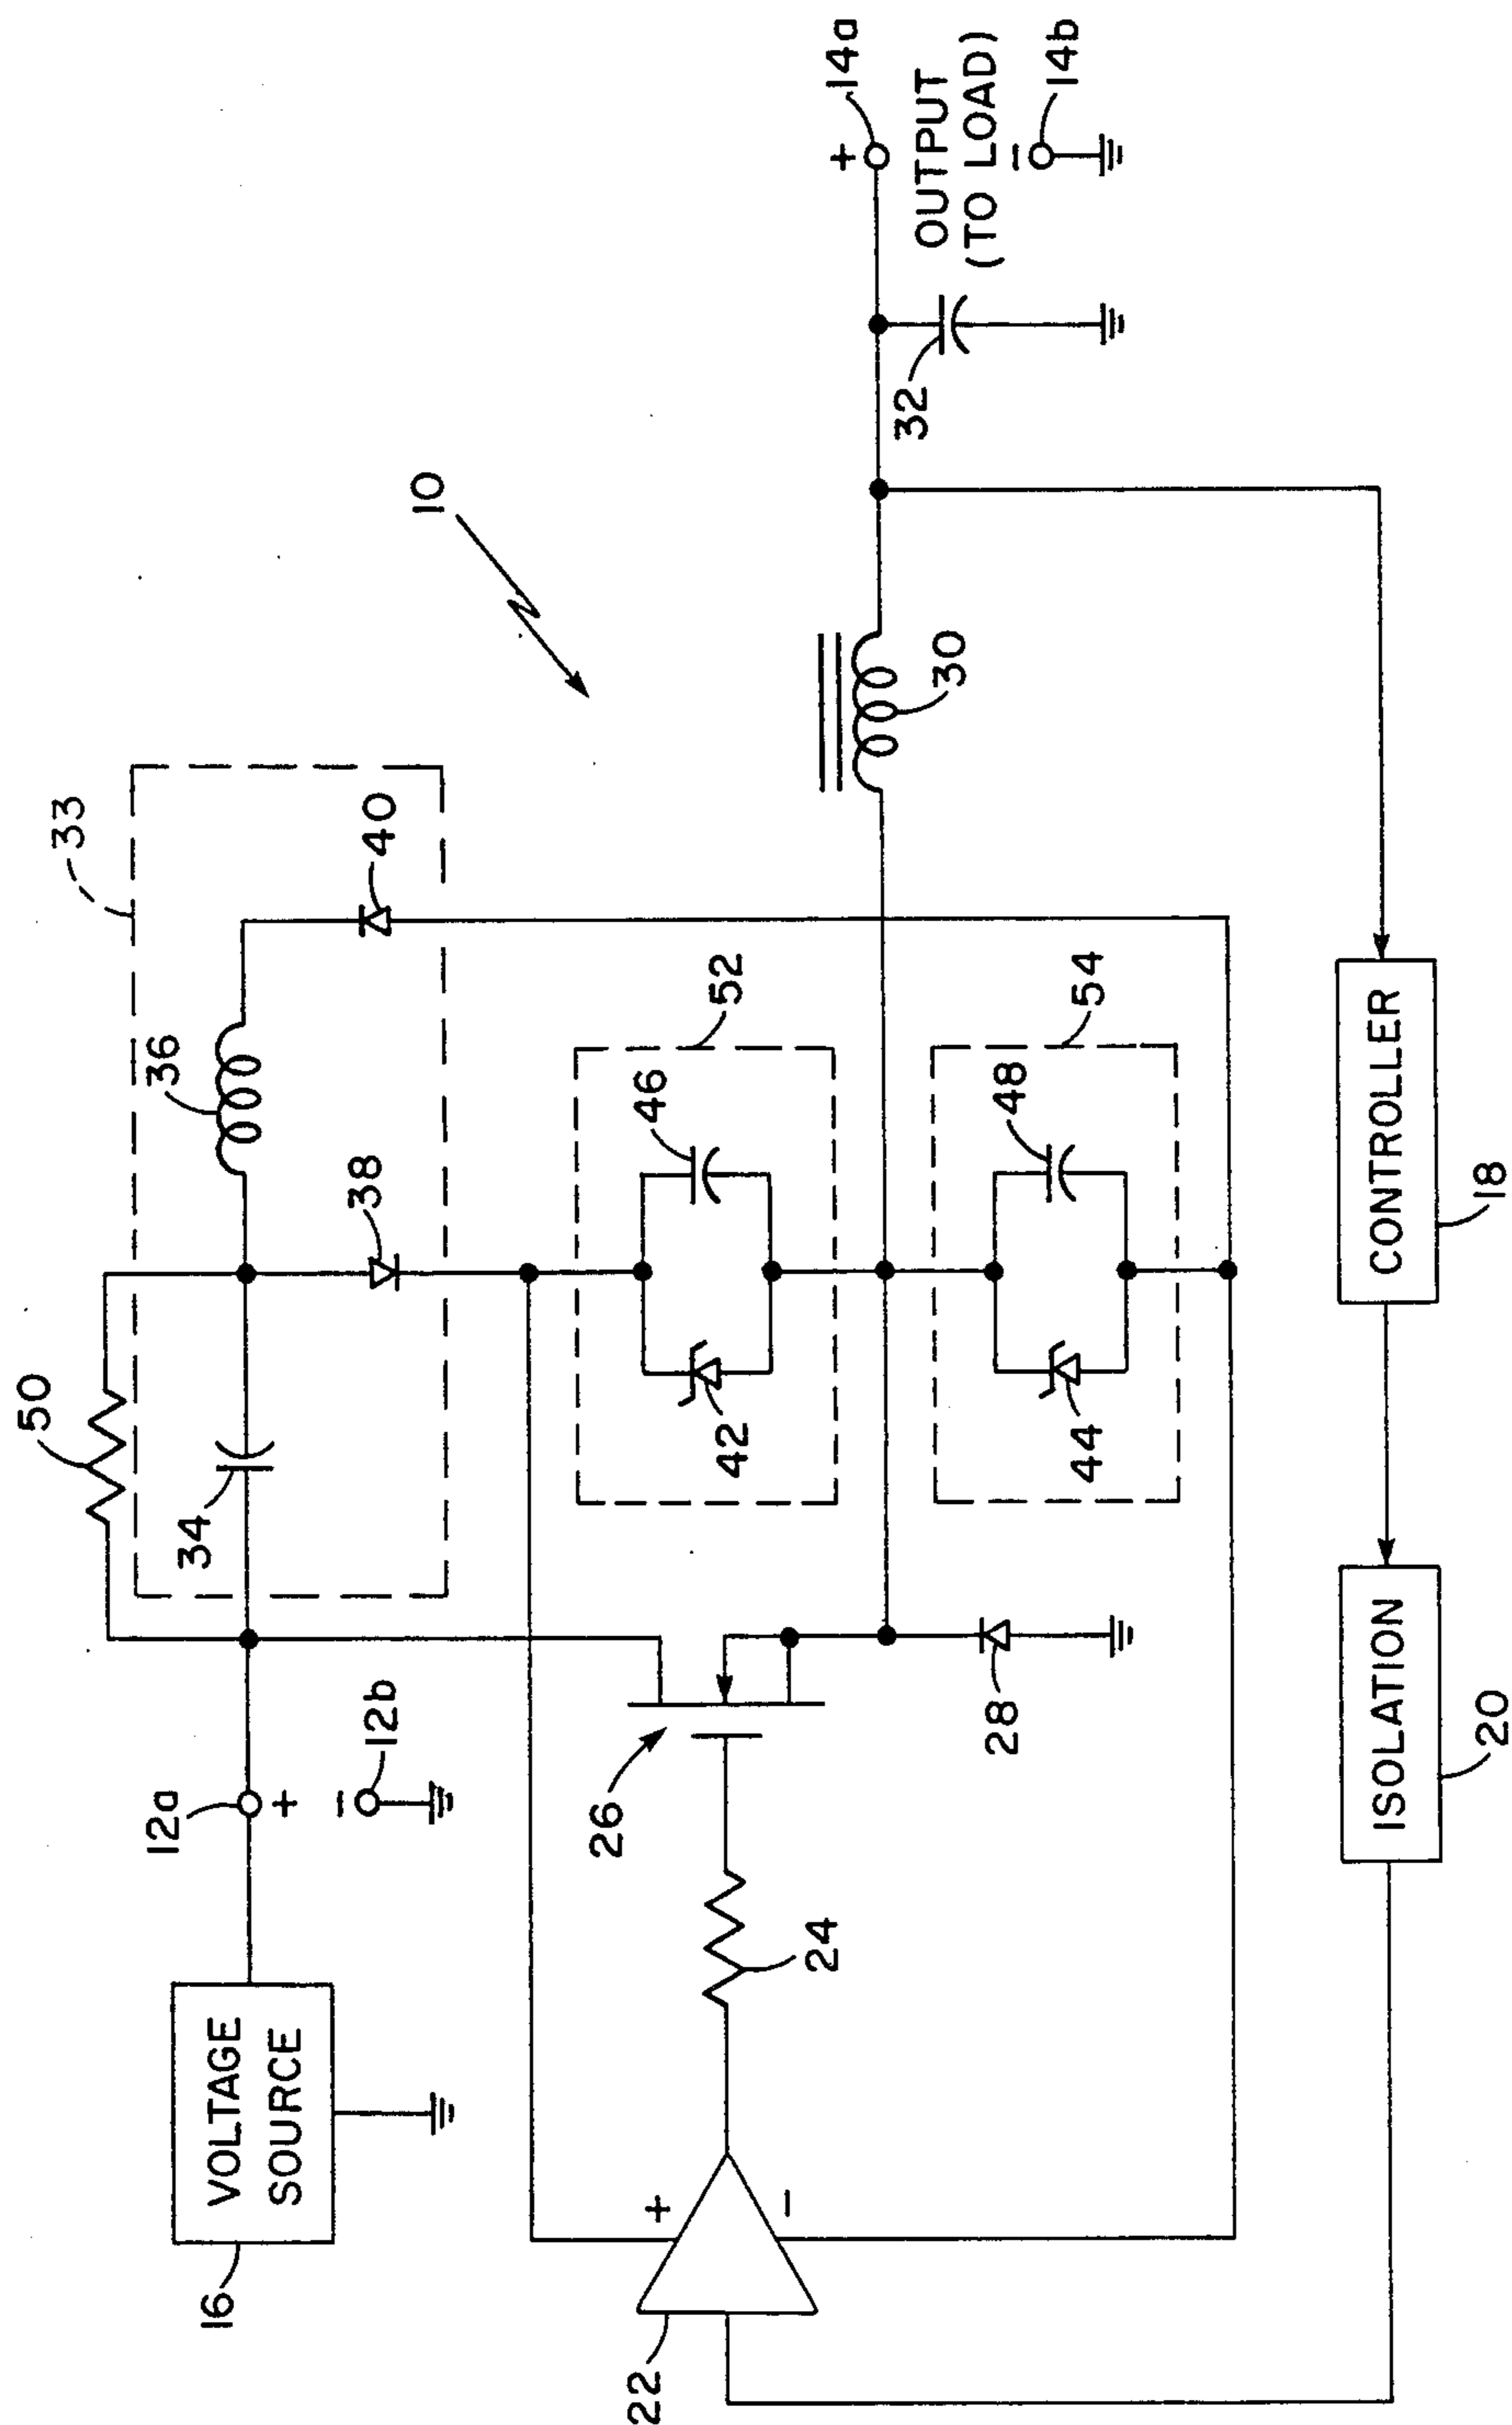 33
50
36
34
40
38
10
12a
+
−
12b
VOLTAGE
SOURCE
16
52
46
42
26
+
−
22
24
30
14a
+
OUTPUT
(TO LOAD)
−
14b
32
54
48
44
28
CONTROLLER
18
ISOLATION
20